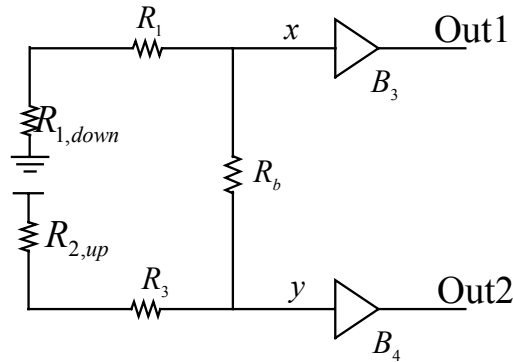 R1
x
Out1
B3
R1,down
Rb
R2,up
R3
y
Out2
B4